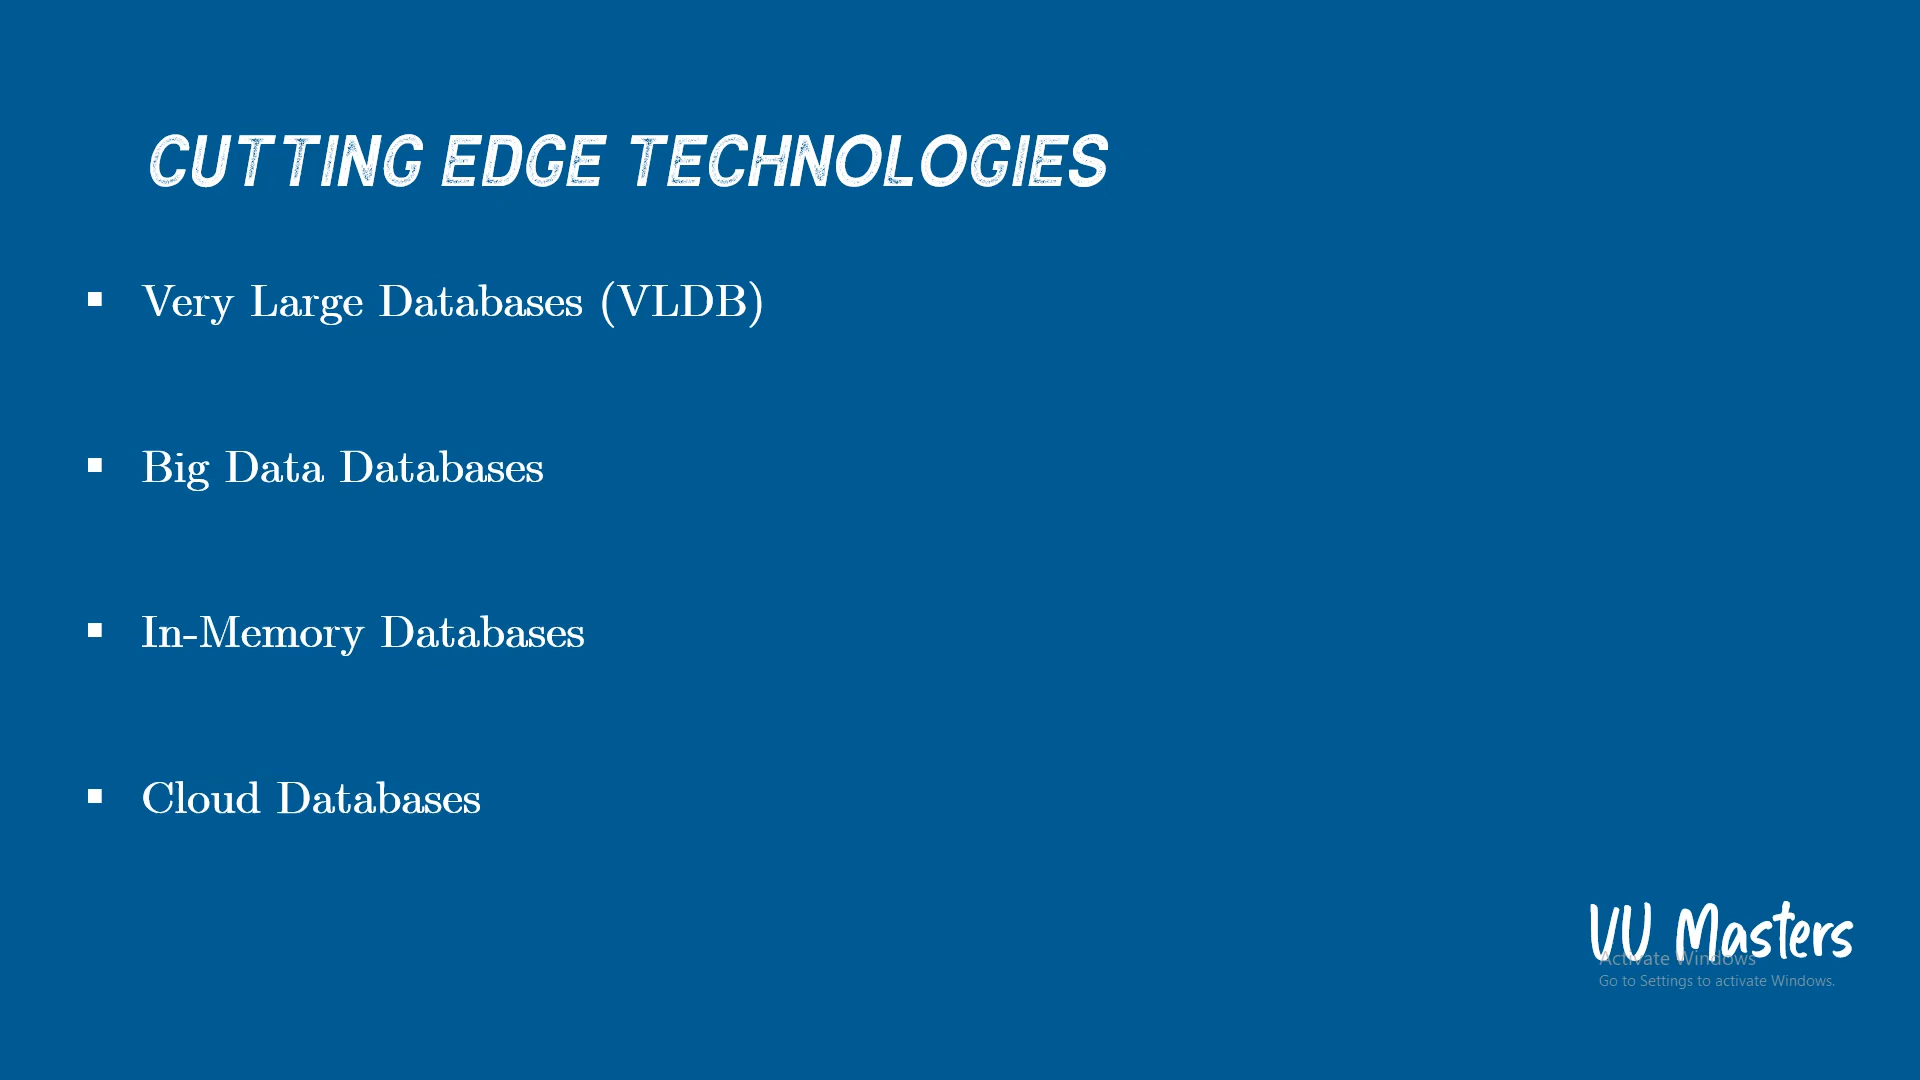 CUTTING EDGE TECHNOLOGIES
▪ Very Large Databases (VLDB)
▪ Big Data Databases
▪ In-Memory Databases
▪ Cloud Databases
VU Masters
Activate Windows
Go to Settings to activate Windows.